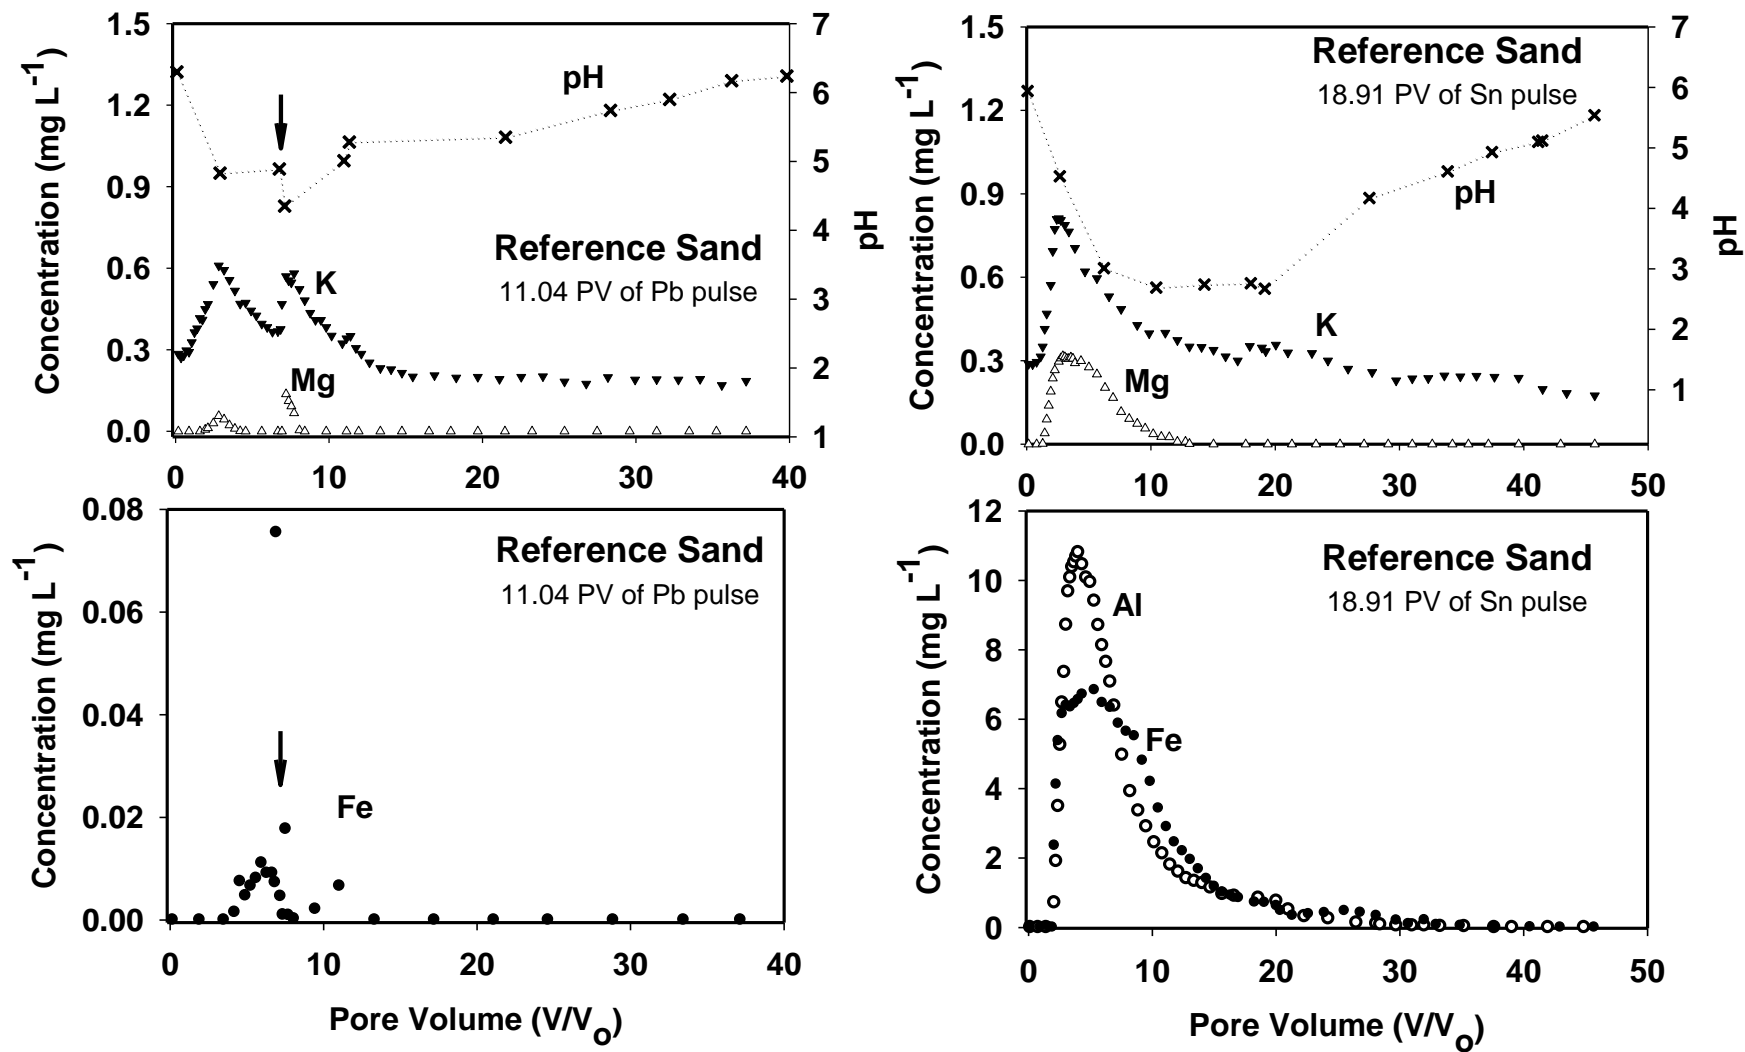 1.5
1.2
0.9
0.6
0.3
0.0
Concentration (mg L-1)
7
6
5
4
3
2
1
pH
pH
Reference Sand
11.04 PV of Pb pulse
K
Mg
0 10 20 30 40
1.5
1.2
0.9
0.6
0.3
0.0
Concentration (mg L-1)
7
6
5
4
3
2
1
pH
Reference Sand
18.91 PV of Sn pulse
pH
K
Mg
0 10 20 30 40 50
0.08
0.06
0.04
0.02
0.00
Concentration (mg L-1)
Reference Sand
11.04 PV of Pb pulse
Fe
0 10 20 30 40
Pore Volume (V/Vo)
12
10
8
6
4
2
0
Concentration (mg L-1)
Reference Sand
18.91 PV of Sn pulse
Al
Fe
0 10 20 30 40 50
Pore Volume (V/Vo)